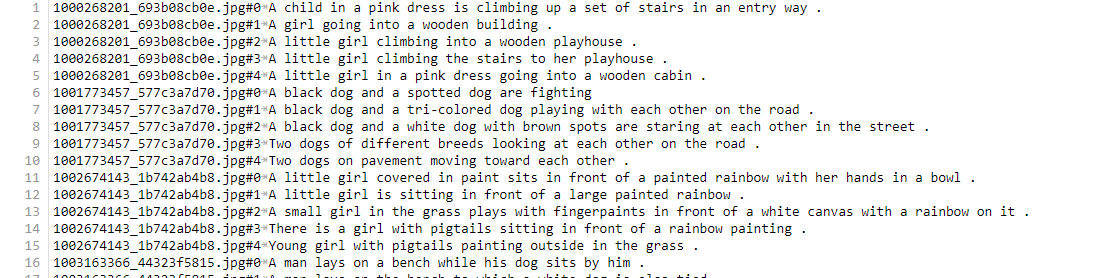 1 1000268201_693b08cb0e.jpg#0 A child in a pink dress is climbing up a set of stairs in an entry way .
2 1000268201_693b08cb0e.jpg#1 A girl going into a wooden building .
3 1000268201_693b08cb0e.jpg#2 A little girl climbing into a wooden playhouse .
4 1000268201_693b08cb0e.jpg#3 A little girl climbing the stairs to her playhouse .
5 1000268201_693b08cb0e.jpg#4 A little girl in a pink dress going into a wooden cabin .
6 1001773457_577c3a7d70.jpg#0 A black dog and a spotted dog are fighting
7 1001773457_577c3a7d70.jpg#1 A black dog and a tri-colored dog playing with each other on the road .
8 1001773457_577c3a7d70.jpg#2 A black dog and a white dog with brown spots are staring at each other in the street .
9 1001773457_577c3a7d70.jpg#3 Two dogs of different breeds looking at each other on the road .
10 1001773457_577c3a7d70.jpg#4 Two dogs on pavement moving toward each other .
11 1002674143_1b742ab4b8.jpg#0 A little girl covered in paint sits in front of a painted rainbow with her hands in a bowl .
12 1002674143_1b742ab4b8.jpg#1 A little girl is sitting in front of a large painted rainbow .
13 1002674143_1b742ab4b8.jpg#2 A small girl in the grass plays with fingerpaints in front of a white canvas with a rainbow on it .
14 1002674143_1b742ab4b8.jpg#3 There is a girl with pigtails sitting in front of a rainbow painting .
15 1002674143_1b742ab4b8.jpg#4 Young girl with pigtails painting outside in the grass .
16 1003163366_44323f5815.jpg#0 A man lays on a bench while his dog sits by him .